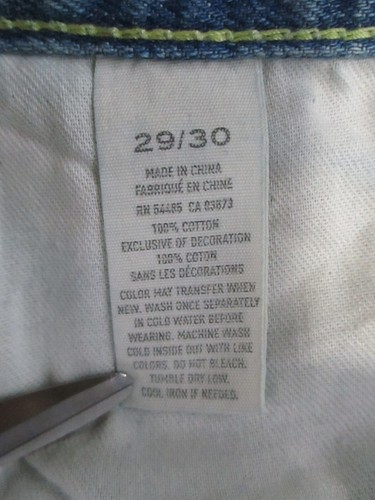 29/30
MADE IN CHINA
FABRIQUÉ EN CHINE
RN 54485 CA 03873
100% COTTON
EXCLUSIVE OF DECORATION
100% COTON
SANS LES DÉCORATIONS
COLOR MAY TRANSFER WHEN
NEW. WASH ONCE SEPARATELY
IN COLD WATER BEFORE
WEARING. MACHINE WASH
COLD INSIDE OUT WITH LIKE
COLORS. DO NOT BLEACH.
TUMBLE DRY LOW.
COOL IRON IF NEEDED.